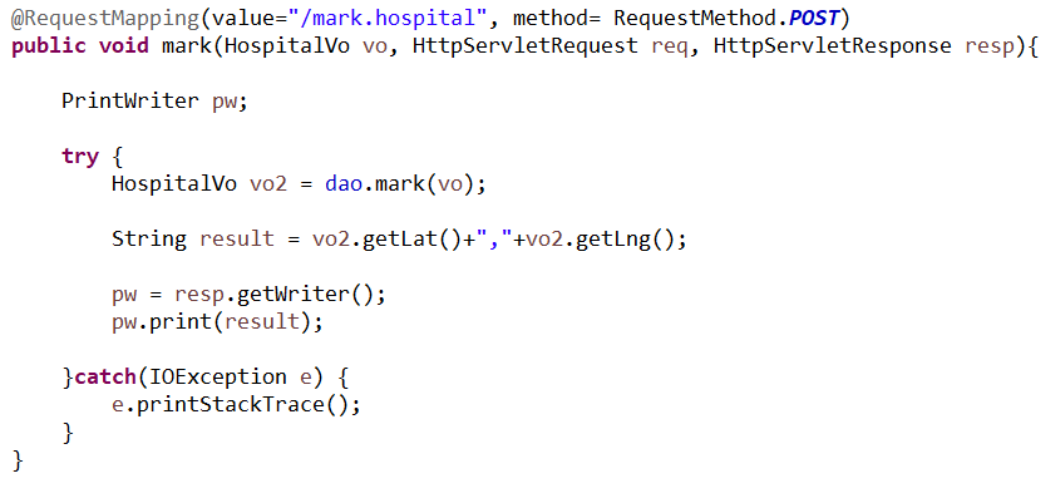 @RequestMapping(value="/mark.hospital", method= RequestMethod.POST)
public void mark(HospitalVo vo, HttpServletRequest req, HttpServletResponse resp){
PrintWriter pw;
try {
HospitalVo vo2 = dao.mark(vo);
String result = vo2.getLat()+","+vo2.getLng();
pw = resp.getWriter();
pw.print(result);
}catch(IOException e) {
e.printStackTrace();
}
}